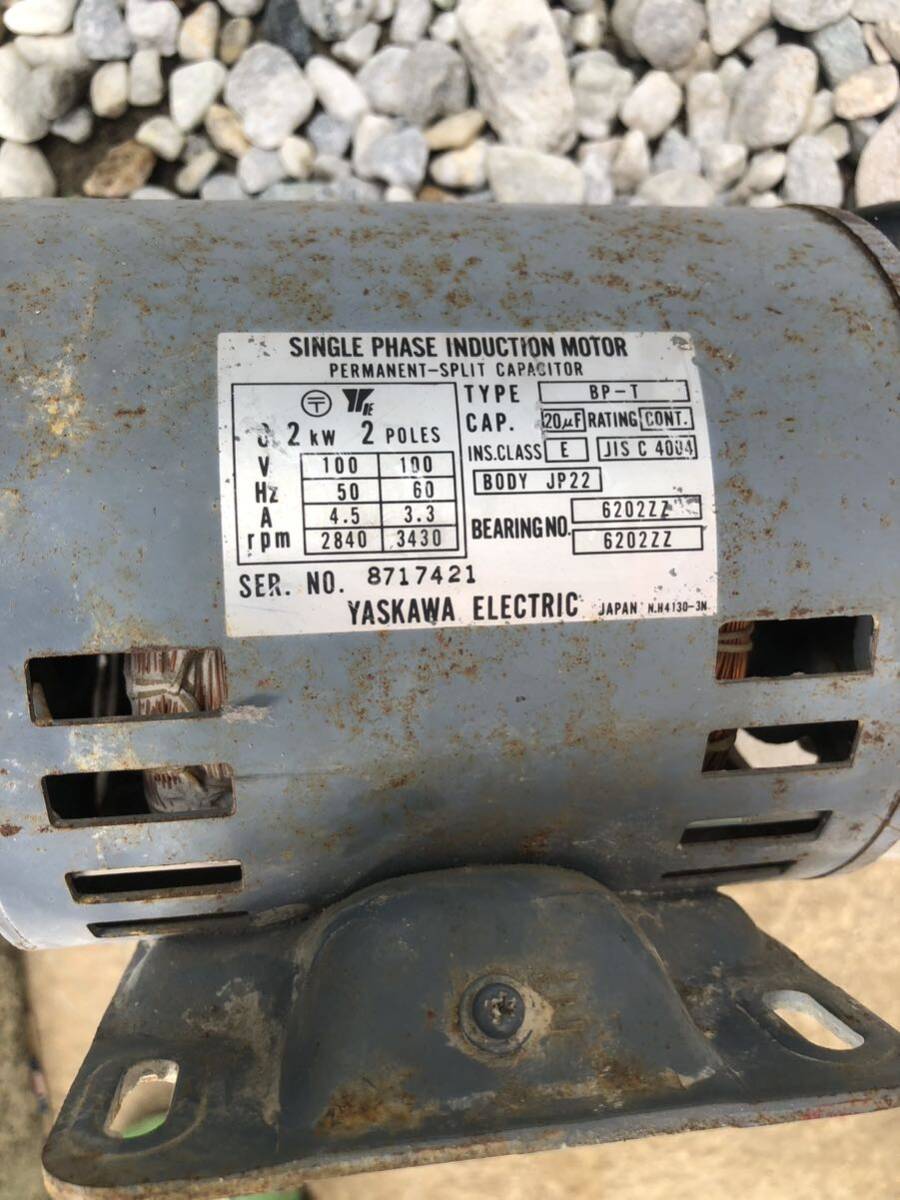 SINGLE PHASE INDUCTION MOTOR
PERMANENT-SPLIT CAPACITOR
2 KW 2 POLES
V 100 100
Hz 50 60
A 4.5 3.3
rpm 2840 3430
TYPE BP-T
CAP. 20μF RATING CONT.
INS.CLASS E JIS C 4004
BODY JP22
BEARING NO. 6202ZZ
6202ZZ
SER. NO. 8717421
YASKAWA ELECTRIC JAPAN N.H4130-3N